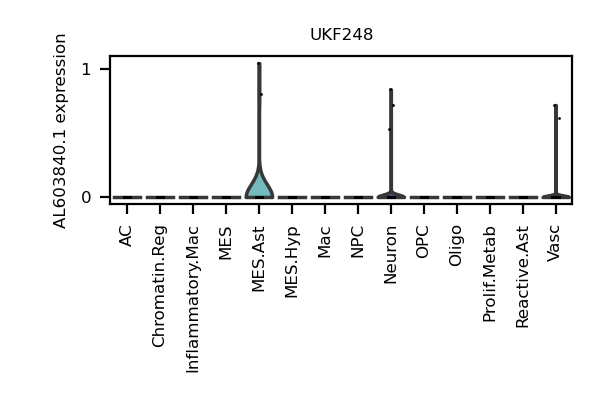 UKF248
AL603840.1 expression
1
0
AC
Chromatin.Reg
Inflammatory.Mac
MES
MES.Ast
MES.Hyp
Mac
NPC
Neuron
OPC
Oligo
Prolif.Metab
Reactive.Ast
Vasc